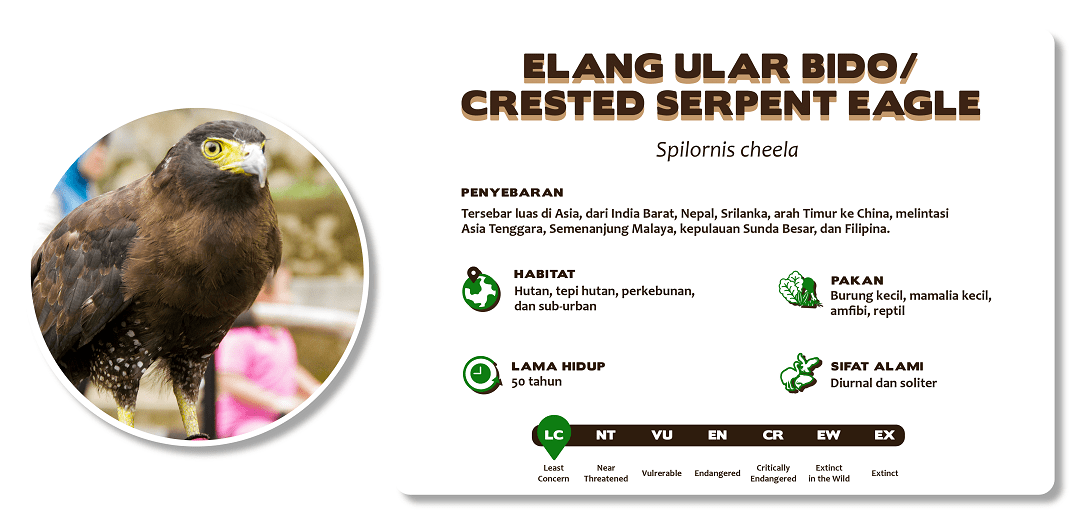 ELANG ULAR BIDO/
CRESTED SERPENT EAGLE
Spilornis cheela
PENYEBARAN
Tersebar luas di Asia, dari India Barat, Nepal, Srilanka, arah Timur ke China, melintasi
Asia Tenggara, Semenanjung Malaya, kepulauan Sunda Besar, dan Filipina.
HABITAT
Hutan, tepi hutan, perkebunan,
dan sub-urban
PAKAN
Burung kecil, mamalia kecil,
amfibi, reptil
LAMA HIDUP
50 tahun
SIFAT ALAMI
Diurnal dan soliter
LC NT VU EN CR EW EX
Least
Concern
Near
Threatened
Vulrerable
Endangered
Critically
Endangered
Extinct
in the Wild
Extinct